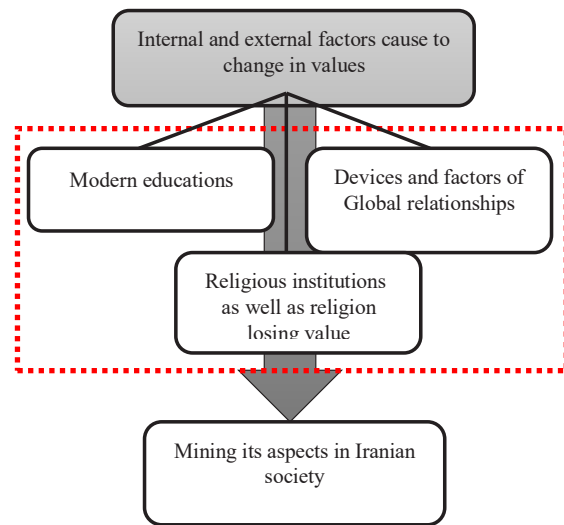 Internal and external factors cause to
change in values
Modern educations
Devices and factors of
Global relationships
Religious institutions
as well as religion
losing value
Mining its aspects in Iranian
society